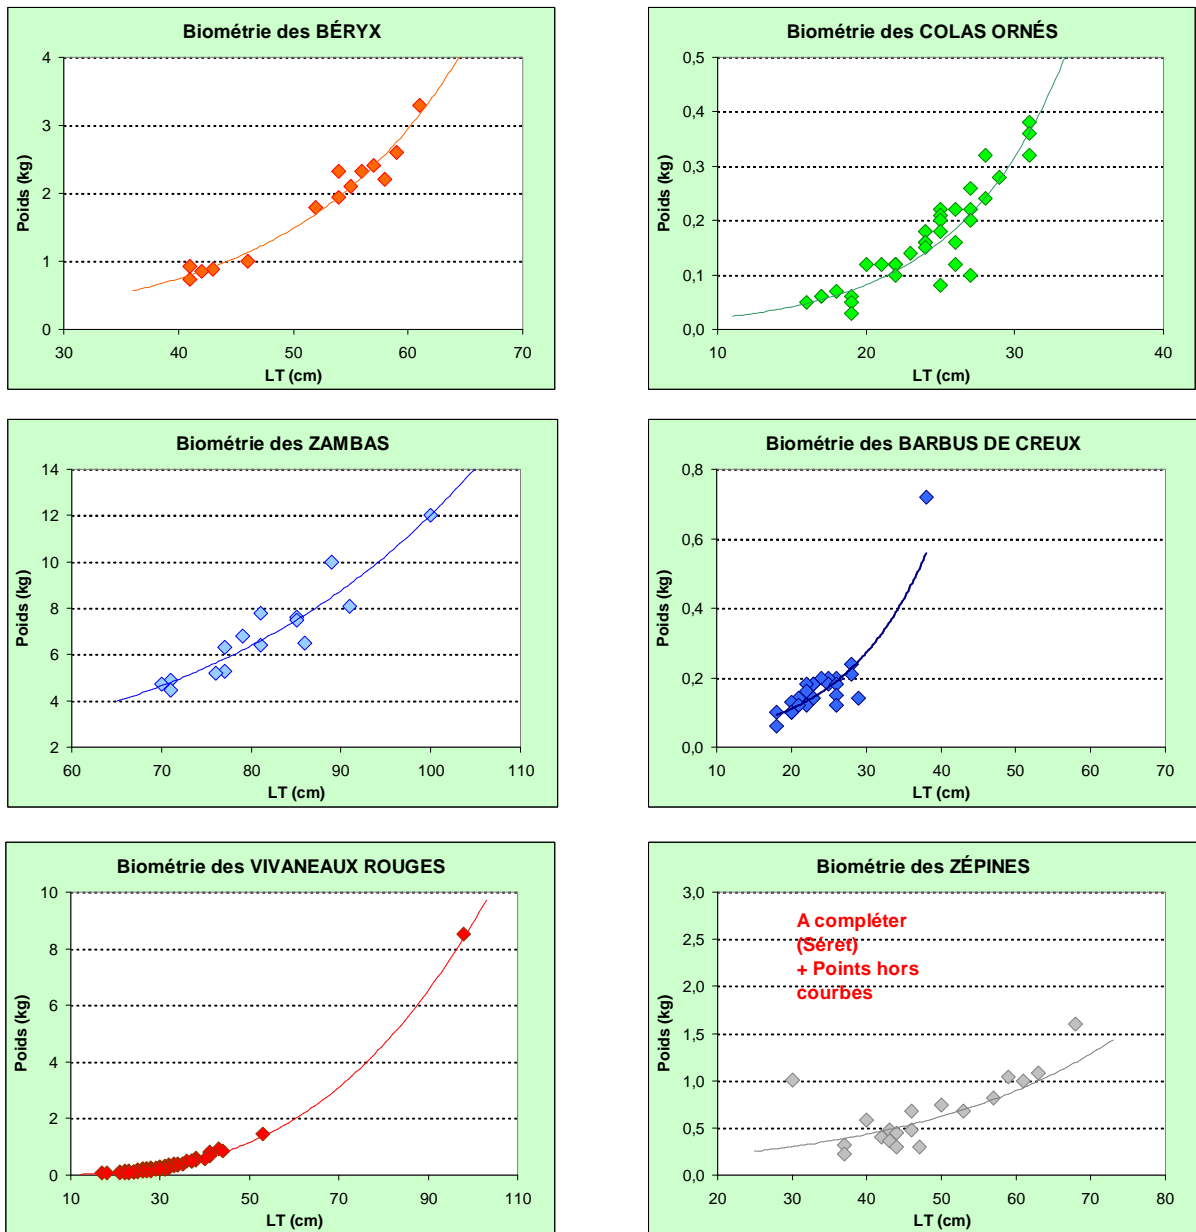 Biométrie des BÉRYX
4
3
2
1
0
Poids (kg)
30 40 50 60 70
LT (cm)
Biométrie des COLAS ORNÉS
0,5
0,4
0,3
0,2
0,1
0,0
Poids (kg)
10 20 30 40
LT (cm)
Biométrie des ZAMBAS
14
12
10
8
6
4
2
Poids (kg)
60 70 80 90 100 110
LT (cm)
Biométrie des BARBUS DE CREUX
0,8
0,6
0,4
0,2
0,0
Poids (kg)
10 20 30 40 50 60 70
LT (cm)
Biométrie des VIVANEAUX ROUGES
10
8
6
4
2
0
Poids (kg)
10 30 50 70 90 110
LT (cm)
Biométrie des ZÉPINES
3,0
2,5
2,0
1,5
1,0
0,5
0,0
Poids (kg)
A compléter
(Séret)
+ Points hors
courbes
20 30 40 50 60 70 80
LT (cm)